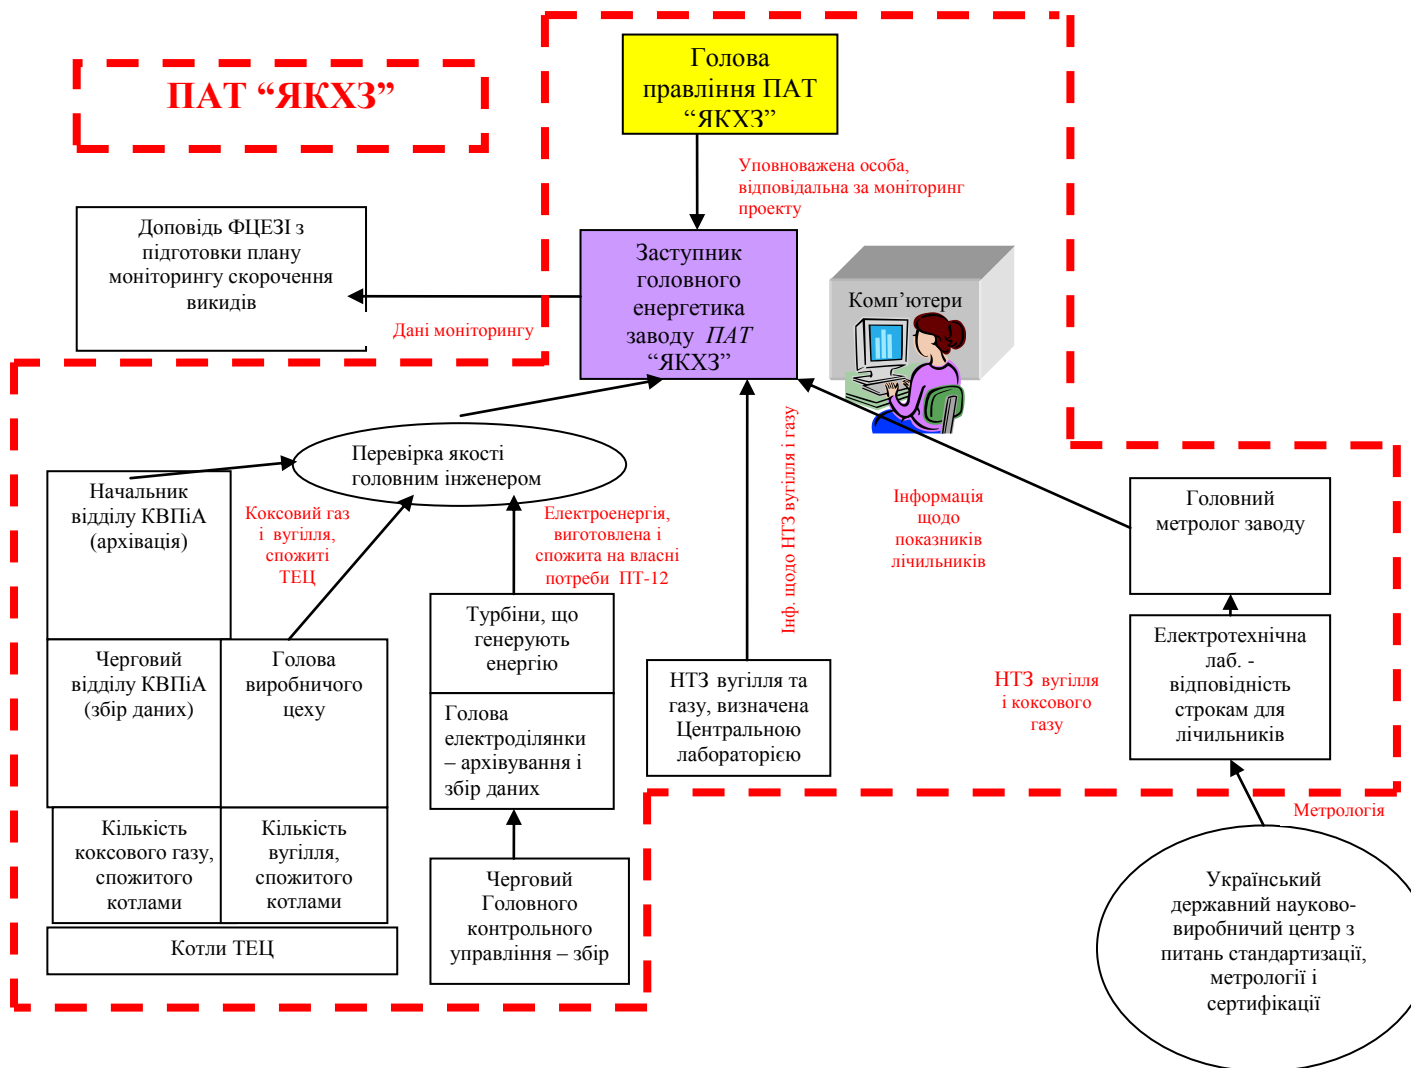 ПАТ “ЯКХЗ”
Голова
правління ПАТ
“ЯКХЗ”
Уповноважена особа,
відповідальна за моніторинг
проекту
Доповідь ФЦЕЗІ з
підготовки плану
моніторингу скорочення
викидів
Заступник
головного
енергетика
заводу ПАТ
“ЯКХЗ”
Комп’ютери
Дані моніторингу
Перевірка якості
головним інженером
Начальник
відділу КВПіА
(архівація)
Коксовий газ
і вугілля,
спожиті
ТЕЦ
Електроенергія,
виготовлена і
спожита на власні
потреби ПТ-12
Інф. щодо НТЗ вугілля і газу
Інформація
щодо
показників
лічильників
Головний
метролог заводу
Черговий
відділу КВПіА
(збір даних)
Голова
виробничого
цеху
Турбіни, що
генерують
енергію
Голова
електроділянки
– архівування і
збір даних
НТЗ вугілля та
газу, визначена
Центральною
лабораторією
НТЗ вугілля
і коксового
газу
Електротехнічна
лаб. -
відповідність
строкам для
лічильників
Метрологія
Кількість
коксового газу,
спожитого
котлами
Кількість
вугілля,
спожитого
котлами
Котли ТЕЦ
Черговий
Головного
контрольного
управління – збір
Український
державний науково-
виробничий центр з
питань стандартизації,
метрології і
сертифікації